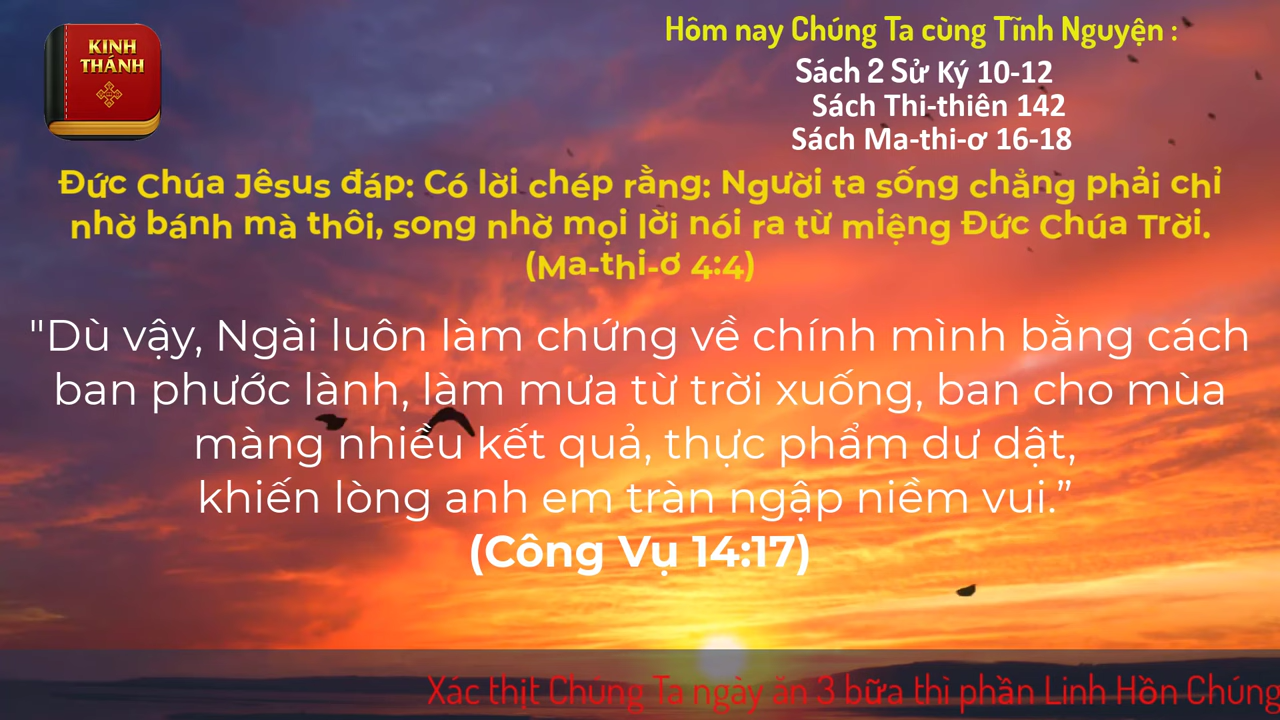 KINH
THÁNH
Hôm nay Chúng Ta cùng Tĩnh Nguyện :
Sách 2 Sử Ký 10-12
Sách Thi-thiên 142
Sách Ma-thi-ơ 16-18
Đức Chúa Jêsus đáp: Có lời chép rằng: Người ta sống chẳng phải chỉ
nhờ bánh mà thôi, song nhờ mọi lời nói ra từ miệng Đức Chúa Trời.
(Ma-thi-ơ 4:4)
"Dù vậy, Ngài luôn làm chứng về chính mình bằng cách
ban phước lành, làm mưa từ trời xuống, ban cho mùa
màng nhiều kết quả, thực phẩm dư dật,
khiến lòng anh em tràn ngập niềm vui.”
(Công Vụ 14:17)
Xác thịt Chúng Ta ngày ăn 3 bữa thì phần Linh Hồn Chúng